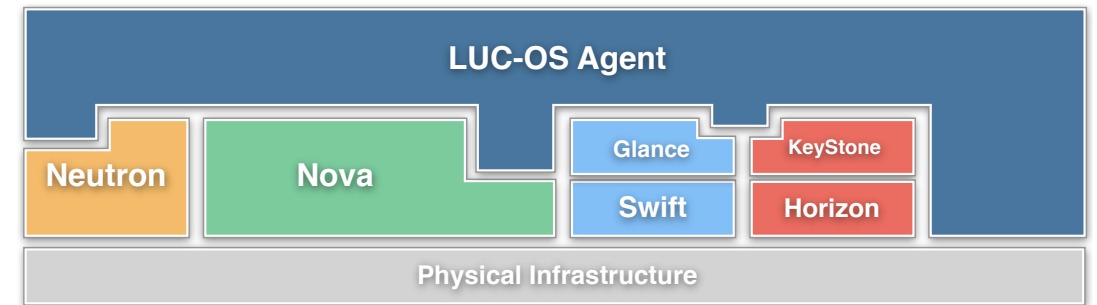 LUC-OS Agent
Neutron
Nova
Glance
KeyStone
Swift
Horizon
Physical Infrastructure